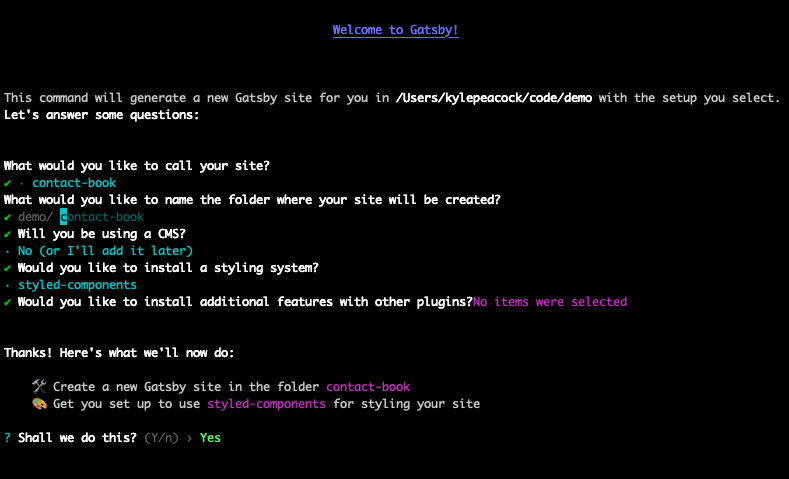 Welcome to Gatsby!
This command will generate a new Gatsby site for you in /Users/kylepeacock/code/demo with the setup you select.
Let's answer some questions:
What would you like to call your site?
✔ · contact-book
What would you like to name the folder where your site will be created?
✔ demo/ contact-book
✔ Will you be using a CMS?
· No (or I'll add it later)
✔ Would you like to install a styling system?
· styled-components
✔ Would you like to install additional features with other plugins?No items were selected
Thanks! Here's what we'll now do:
🛠 Create a new Gatsby site in the folder contact-book
🎨 Get you set up to use styled-components for styling your site
? Shall we do this? (Y/n) › Yes